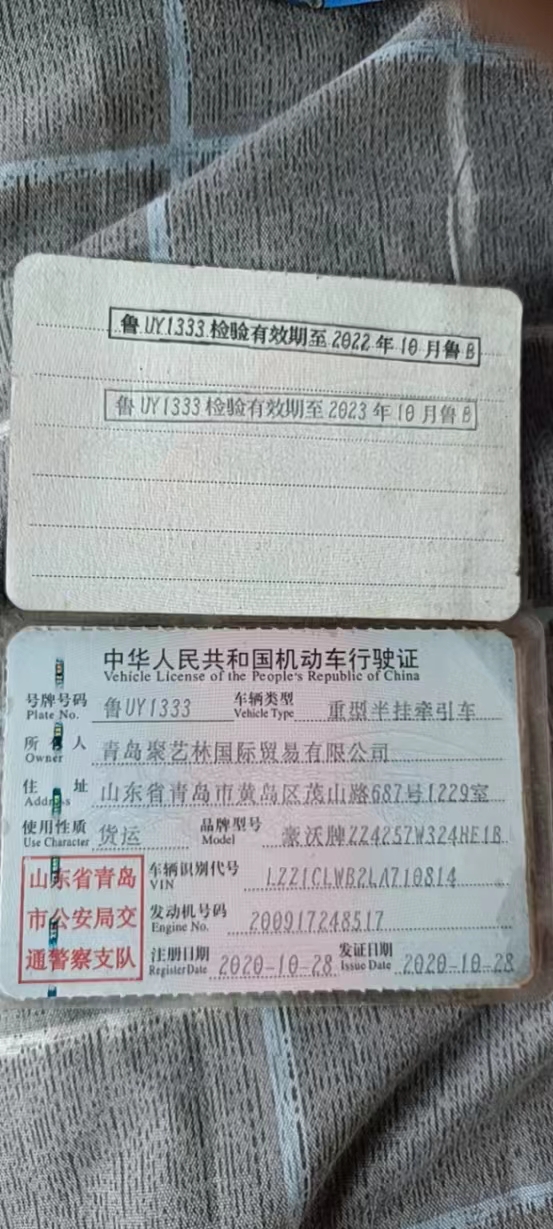 鲁UY1333检验有效期至2022年10月鲁B
鲁UY1333检验有效期至2023年10月鲁B
中华人民共和国机动车行驶证
Vehicle License of the People's Republic of China
号牌号码 鲁UY1333 车辆类型 重型半挂牵引车
Plate No. Vehicle Type
所有人 青岛聚艺林国际贸易有限公司
Owner
住址 山东省青岛市黄岛区茂山路687号1229室
Address
使用性质 货运 品牌型号 豪沃牌ZZ4257W324HE1B
Use Character Model
山东省青岛 车辆识别代号 LZZ1CLWB2LA710814
VIN
市公安局交 发动机号码 200917248517
Engine No.
通警察支队 注册日期 2020-10-28 发证日期 2020-10-28
Register Date Issue Date